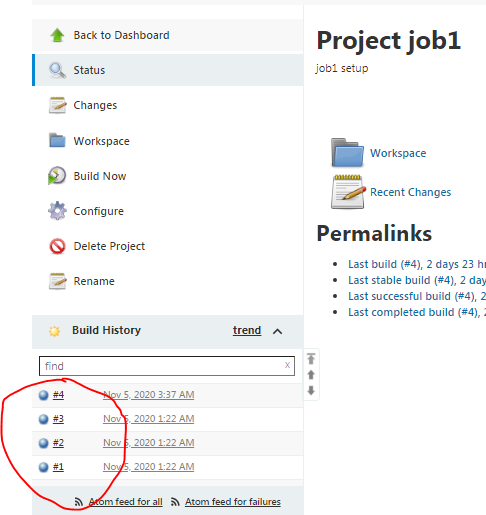 Back to Dashboard
Status
Changes
Workspace
Build Now
Configure
Delete Project
Rename
Build History trend
find x
#4 Nov 5, 2020 3:37 AM
#3 Nov 5, 2020 1:22 AM
#2 Nov 5, 2020 1:22 AM
#1 Nov 5, 2020 1:22 AM
Atom feed for all Atom feed for failures
Project job1
job1 setup
Workspace
Recent Changes
Permalinks
Last build (#4), 2 days 23 h
Last stable build (#4), 2 day
Last successful build (#4), 2
Last completed build (#4), 2